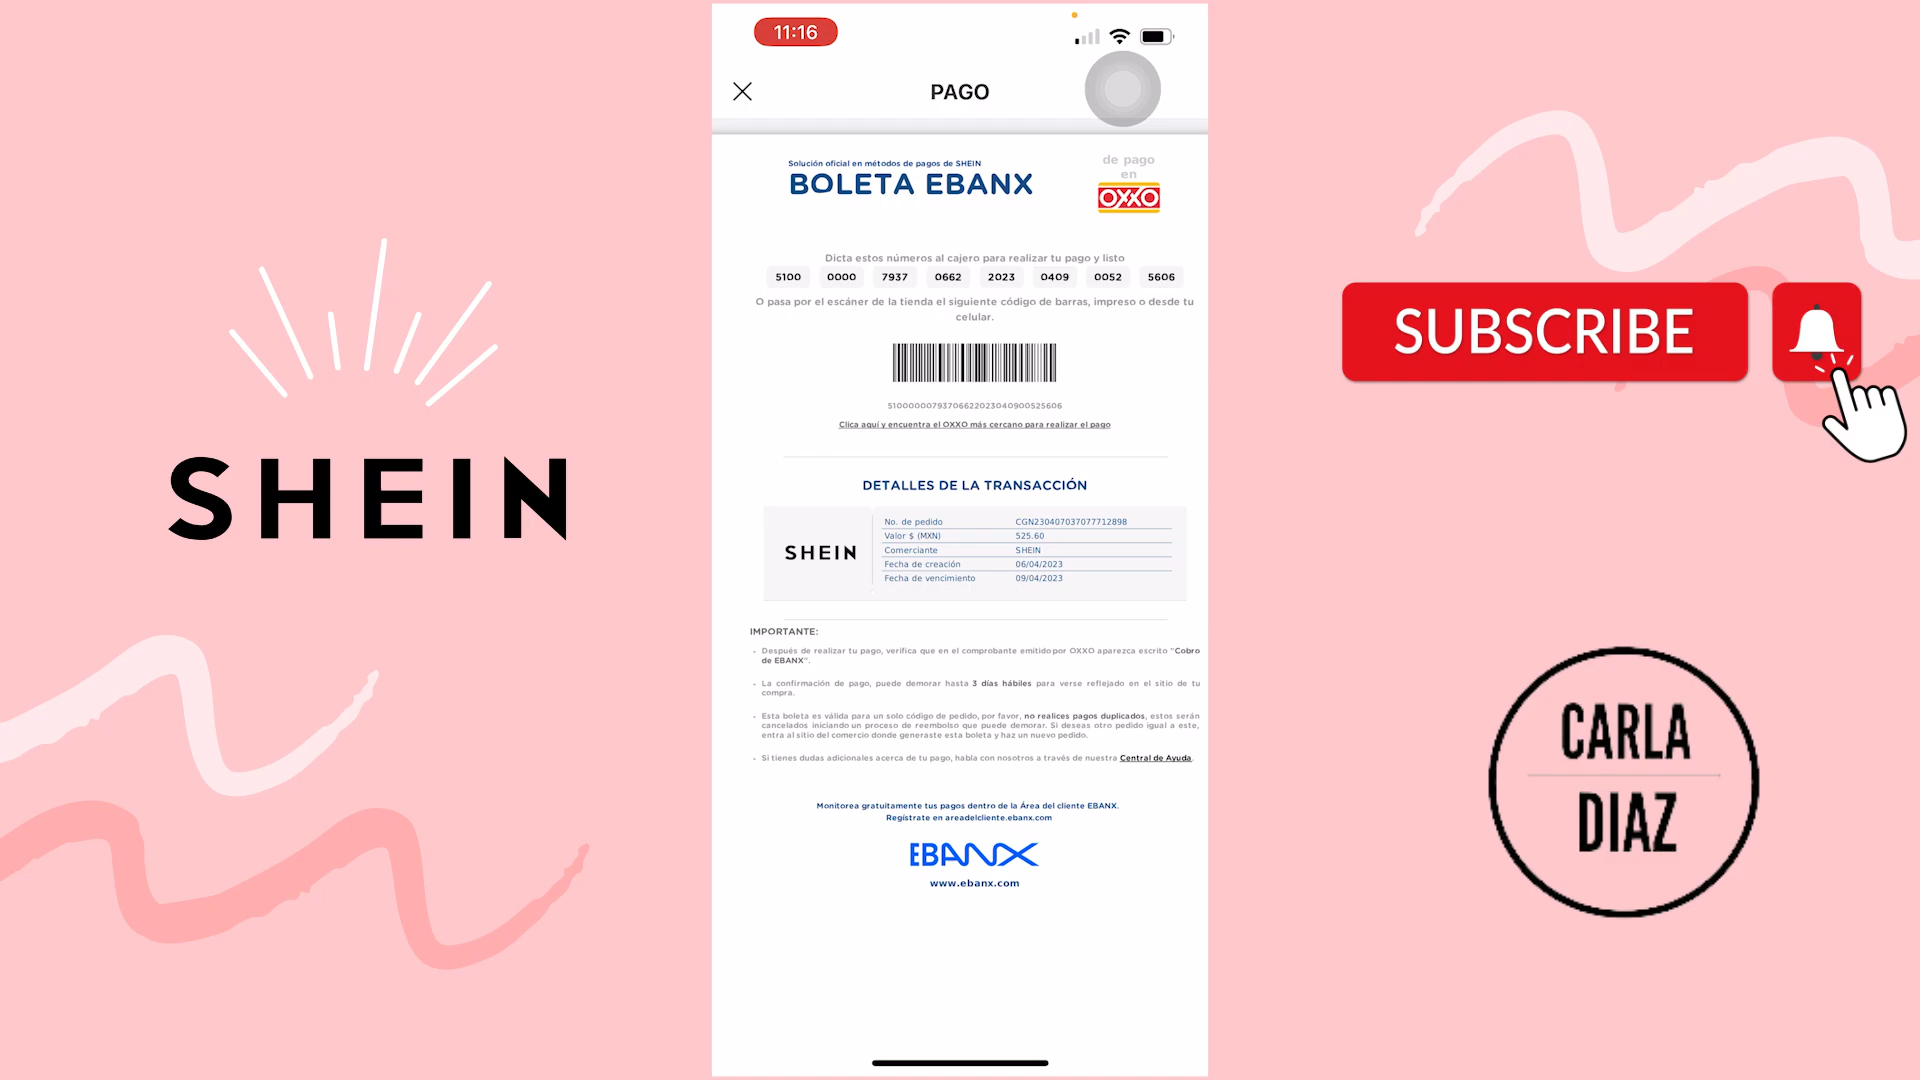 SHEIN
11:16
PAGO
Solución oficial en métodos de pagos de SHEIN
BOLETA EBANX
de pago
en
OXXO
Dicta estos números al cajero para realizar tu pago y listo
5100 0000 7937 0662 2023 0409 0052 5606
O pasa por el escáner de la tienda el siguiente código de barras, impreso o desde tu
celular.
51000000793706622023040900525606
Clica aquí y encuentra el OXXO más cercano para realizar el pago
DETALLES DE LA TRANSACCIÓN
SHEIN
No. de pedido CGN230407037077712898
Valor $ (MXN) 525.60
Comerciante SHEIN
Fecha de creación 06/04/2023
Fecha de vencimiento 09/04/2023
IMPORTANTE:
- Después de realizar tu pago, verifica que en el comprobante emitido por OXXO aparezca escrito "Cobro
de EBANX".
- La confirmación de pago, puede demorar hasta 3 días hábiles para verse reflejado en el sitio de tu
compra.
- Esta boleta es válida para un solo código de pedido, por favor, no realices pagos duplicados, estos serán
cancelados iniciando un proceso de reembolso que puede demorar. Si deseas otro pedido igual a este,
entra al sitio del comercio donde generaste esta boleta y haz un nuevo pedido.
- Si tienes dudas adicionales acerca de tu pago, habla con nosotros a través de nuestra Central de Ayuda.
Monitorea gratuitamente tus pagos dentro de la Área del cliente EBANX.
Regístrate en areadelcliente.ebanx.com
EBANX
www.ebanx.com
SUBSCRIBE
CARLA
DIAZ